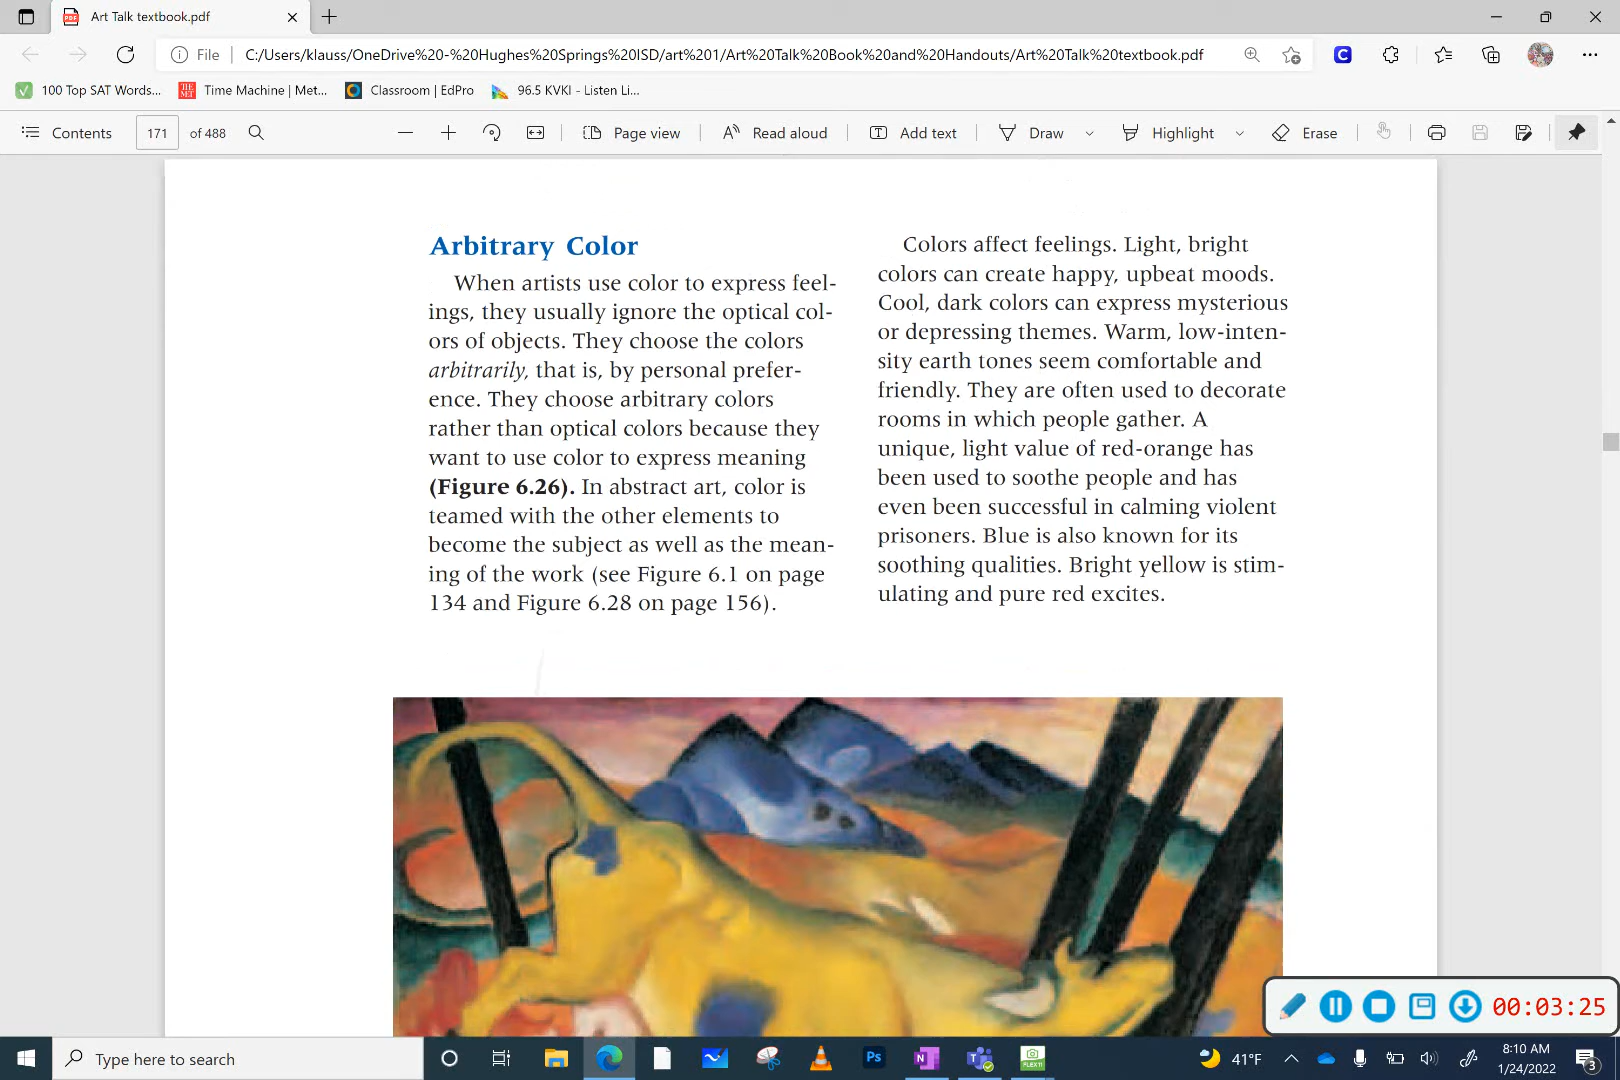 Art Talk textbook.pdf
File
C:/Users/klauss/OneDrive%20-%20Hughes%20Springs%20ISD/art%201/Art%20Talk%20Book%20and%20Handouts/Art%20Talk%20textbook.pdf
100 Top SAT Words...
Time Machine | Met...
Classroom | EdPro
96.5 KVKI - Listen Li...
Contents
171
of 488
Page view
Read aloud
Add text
Draw
Highlight
Erase
Arbitrary Color
When artists use color to express feel-
ings, they usually ignore the optical col-
ors of objects. They choose the colors
arbitrarily, that is, by personal prefer-
ence. They choose arbitrary colors
rather than optical colors because they
want to use color to express meaning
(Figure 6.26). In abstract art, color is
teamed with the other elements to
become the subject as well as the mean-
ing of the work (see Figure 6.1 on page
134 and Figure 6.28 on page 156).
Colors affect feelings. Light, bright
colors can create happy, upbeat moods.
Cool, dark colors can express mysterious
or depressing themes. Warm, low-inten-
sity earth tones seem comfortable and
friendly. They are often used to decorate
rooms in which people gather. A
unique, light value of red-orange has
been used to soothe people and has
even been successful in calming violent
prisoners. Blue is also known for its
soothing qualities. Bright yellow is stim-
ulating and pure red excites.
00:03:25
Type here to search
41°F
8:10 AM
1/24/2022
3